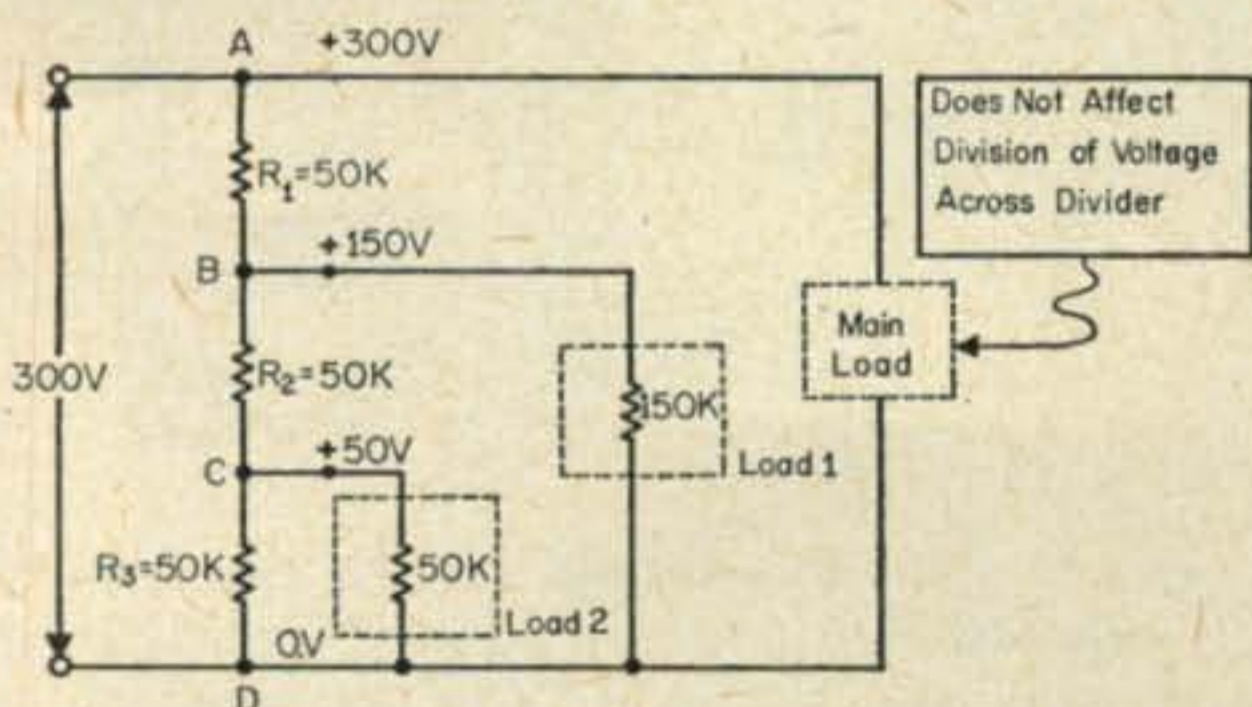 A +300V
Does Not Affect
Division of Voltage
Across Divider
R1=50K
+150V
B
Main
Load
300V
R2=50K
150K
+50V
C
Load 1
R3=50K
50K
Load 2
0V
D